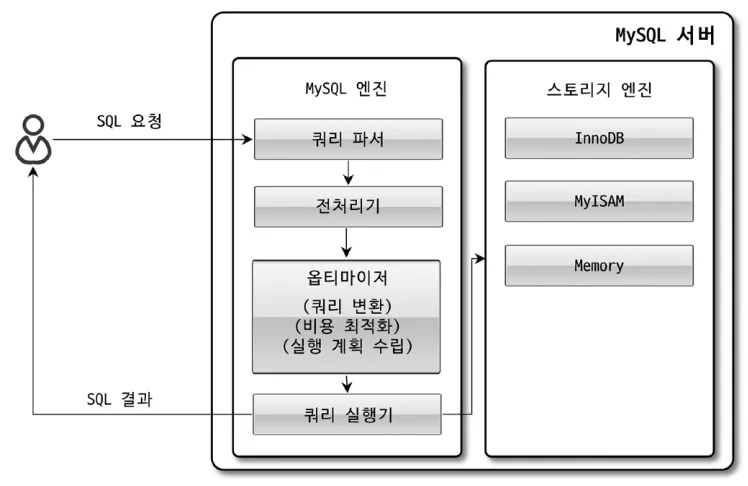 MySQL 서버
MySQL 엔진
스토리지 엔진
SQL 요청
쿼리 파서
InnoDB
전처리기
MyISAM
Memory
옵티마이저
(쿼리 변환)
(비용 최적화)
(실행 계획 수립)
SQL 결과
쿼리 실행기